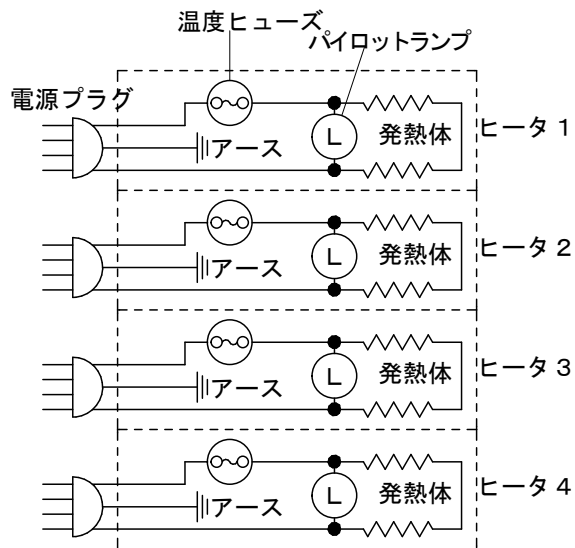 温度ヒューズ
パイロットランプ
電源プラグ
L
発熱体
アース
ヒータ 1
L
発熱体
アース
ヒータ 2
L
発熱体
アース
ヒータ 3
L
発熱体
アース
ヒータ 4